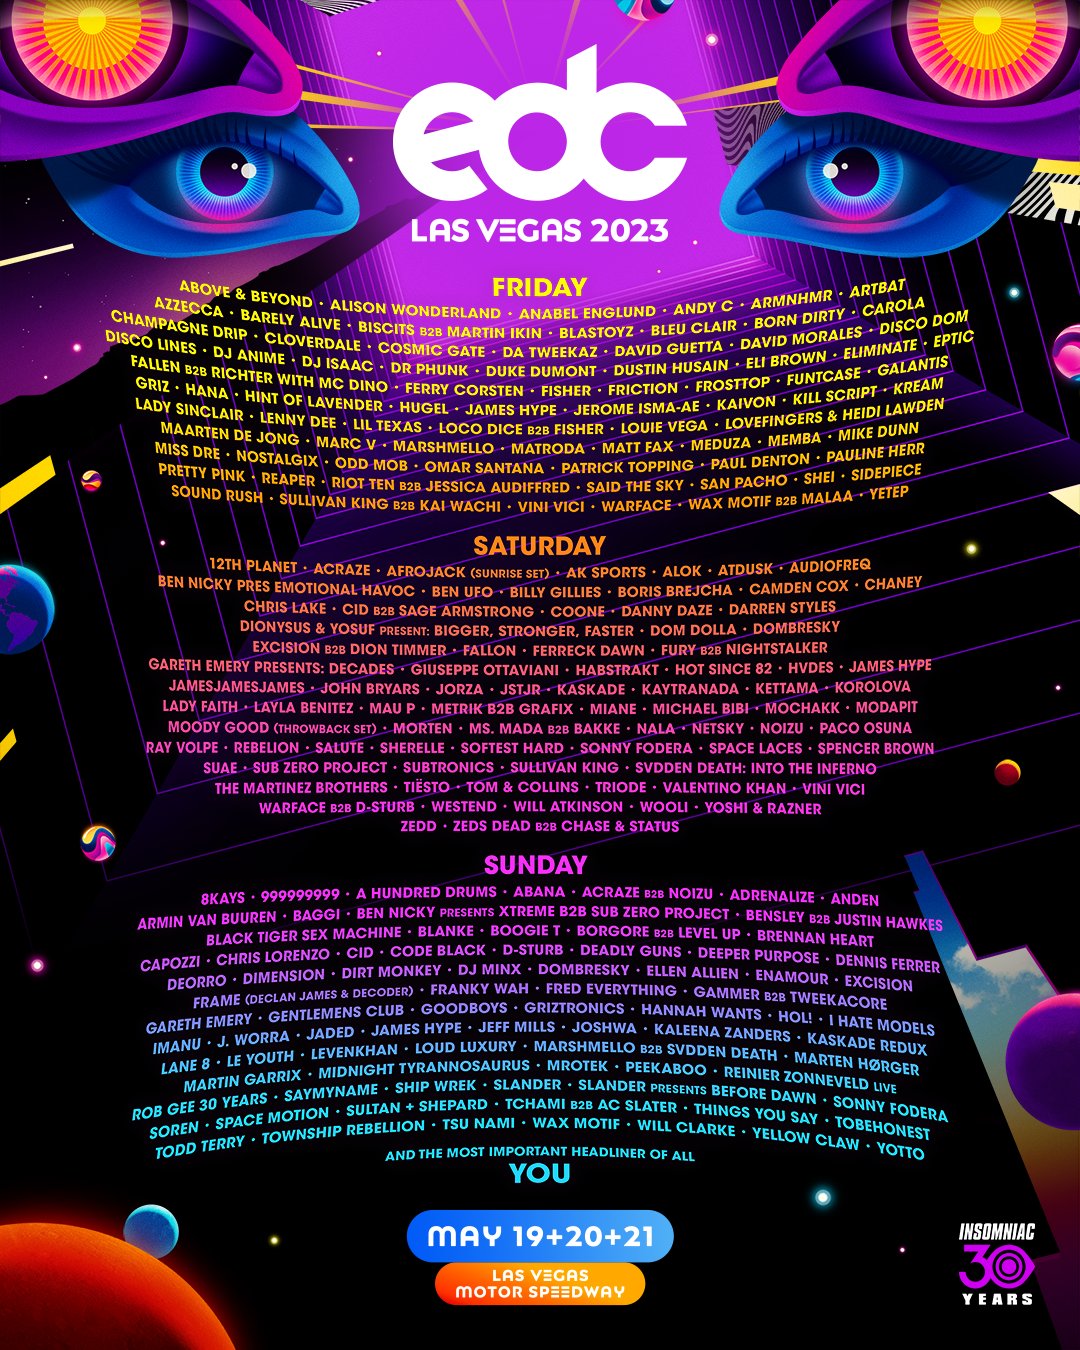 edc
LAS VEGAS 2023
FRIDAY
ABOVE & BEYOND · ALISON WONDERLAND · ANABEL ENGLUND · ANDY C · ARMNHMR · ARTBAT
AZZECCA · BARELY ALIVE · BISCITS B2B MARTIN IKIN · BLASTOYZ · BLEU CLAIR · BORN DIRTY · CAROLA
CHAMPAGNE DRIP · CLOVERDALE · COSMIC GATE · DA TWEEKAZ · DAVID GUETTA · DAVID MORALES · DISCO DOM
DISCO LINES · DJ ANIME · DJ ISAAC · DR PHUNK · DUKE DUMONT · DUSTIN HUSAIN · ELI BROWN · ELIMINATE · EPTIC
FALLEN B2B RICHTER WITH MC DINO · FERRY CORSTEN · FISHER · FRICTION · FROSTTOP · FUNTCASE · GALANTIS
GRIZ · HANA · HINT OF LAVENDER · HUGEL · JAMES HYPE · JEROME ISMA-AE · KAIVON · KILL SCRIPT · KREAM
LADY SINCLAIR · LENNY DEE · LIL TEXAS · LOCO DICE B2B FISHER · LOUIE VEGA · LOVEFINGERS & HEIDI LAWDEN
MAARTEN DE JONG · MARC V · MARSHMELLO · MATRODA · MATT FAX · MEDUZA · MEMBA · MIKE DUNN
MISS DRE · NOSTALGIX · ODD MOB · OMAR SANTANA · PATRICK TOPPING · PAUL DENTON · PAULINE HERR
PRETTY PINK · REAPER · RIOT TEN B2B JESSICA AUDIFFRED · SAID THE SKY · SAN PACHO · SHEI · SIDEPIECE
SOUND RUSH · SULLIVAN KING B2B KAI WACHI · VINI VICI · WARFACE · WAX MOTIF B2B MALAA · YETEP
SATURDAY
12TH PLANET · ACRAZE · AFROJACK (SUNRISE SET) · AK SPORTS · ALOK · ATDUSK · AUDIOFREQ
BEN NICKY PRES EMOTIONAL HAVOC · BEN UFO · BILLY GILLIES · BORIS BREJCHA · CAMDEN COX · CHANEY
CHRIS LAKE · CID B2B SAGE ARMSTRONG · COONE · DANNY DAZE · DARREN STYLES
DIONYSUS & YOSUF PRESENT: BIGGER, STRONGER, FASTER · DOM DOLLA · DOMBRESKY
EXCISION B2B DION TIMMER · FALLON · FERRECK DAWN · FURY B2B NIGHTSTALKER
GARETH EMERY PRESENTS: DECADES · GIUSEPPE OTTAVIANI · HABSTRAKT · HOT SINCE 82 · HVDES · JAMES HYPE
JAMESJAMESJAMES · JOHN BRYARS · JORZA · JSTJR · KASKADE · KAYTRANADA · KETTAMA · KOROLOVA
LADY FAITH · LAYLA BENITEZ · MAU P · METRIK B2B GRAFIX · MIANE · MICHAEL BIBI · MOCHAKK · MODAPIT
MOODY GOOD (THROWBACK SET) · MORTEN · MS. MADA B2B BAKKE · NALA · NETSKY · NOIZU · PACO OSUNA
RAY VOLPE · REBELION · SALUTE · SHERELLE · SOFTEST HARD · SONNY FODERA · SPACE LACES · SPENCER BROWN
SUAE · SUB ZERO PROJECT · SUBTRONICS · SULLIVAN KING · SVDDEN DEATH: INTO THE INFERNO
THE MARTINEZ BROTHERS · TIËSTO · TOM & COLLINS · TRIODE · VALENTINO KHAN · VINI VICI
WARFACE B2B D-STURB · WESTEND · WILL ATKINSON · WOOLI · YOSHI & RAZNER
ZEDD · ZEDS DEAD B2B CHASE & STATUS
SUNDAY
8KAYS · 999999999 · A HUNDRED DRUMS · ABANA · ACRAZE B2B NOIZU · ADRENALIZE · ANDEN
ARMIN VAN BUUREN · BAGGI · BEN NICKY PRESENTS XTREME B2B SUB ZERO PROJECT · BENSLEY B2B JUSTIN HAWKES
BLACK TIGER SEX MACHINE · BLANKE · BOOGIE T · BORGORE B2B LEVEL UP · BRENNAN HEART
CAPOZZI · CHRIS LORENZO · CID · CODE BLACK · D-STURB · DEADLY GUNS · DEEPER PURPOSE · DENNIS FERRER
DEORRO · DIMENSION · DIRT MONKEY · DJ MINX · DOMBRESKY · ELLEN ALLIEN · ENAMOUR · EXCISION
FRAME (DECLAN JAMES & DECODER) · FRANKY WAH · FRED EVERYTHING · GAMMER B2B TWEEKACORE
GARETH EMERY · GENTLEMENS CLUB · GOODBOYS · GRIZTRONICS · HANNAH WANTS · HOL! · I HATE MODELS
IMANU · J. WORRA · JADED · JAMES HYPE · JEFF MILLS · JOSHWA · KALEENA ZANDERS · KASKADE REDUX
LANE 8 · LE YOUTH · LEVENKHAN · LOUD LUXURY · MARSHMELLO B2B SVDDEN DEATH · MARTEN HØRGER
MARTIN GARRIX · MIDNIGHT TYRANNOSAURUS · MROTEK · PEEKABOO · REINIER ZONNEVELD LIVE
ROB GEE 30 YEARS · SAYMYNAME · SHIP WREK · SLANDER · SLANDER PRESENTS BEFORE DAWN · SONNY FODERA
SOREN · SPACE MOTION · SULTAN + SHEPARD · TCHAMI B2B AC SLATER · THINGS YOU SAY · TOBEHONEST
TODD TERRY · TOWNSHIP REBELLION · TSU NAMI · WAX MOTIF · WILL CLARKE · YELLOW CLAW · YOTTO
AND THE MOST IMPORTANT HEADLINER OF ALL
YOU
MAY 19+20+21
LAS VEGAS
MOTOR SPEEDWAY
INSOMNIAC
30
YEARS